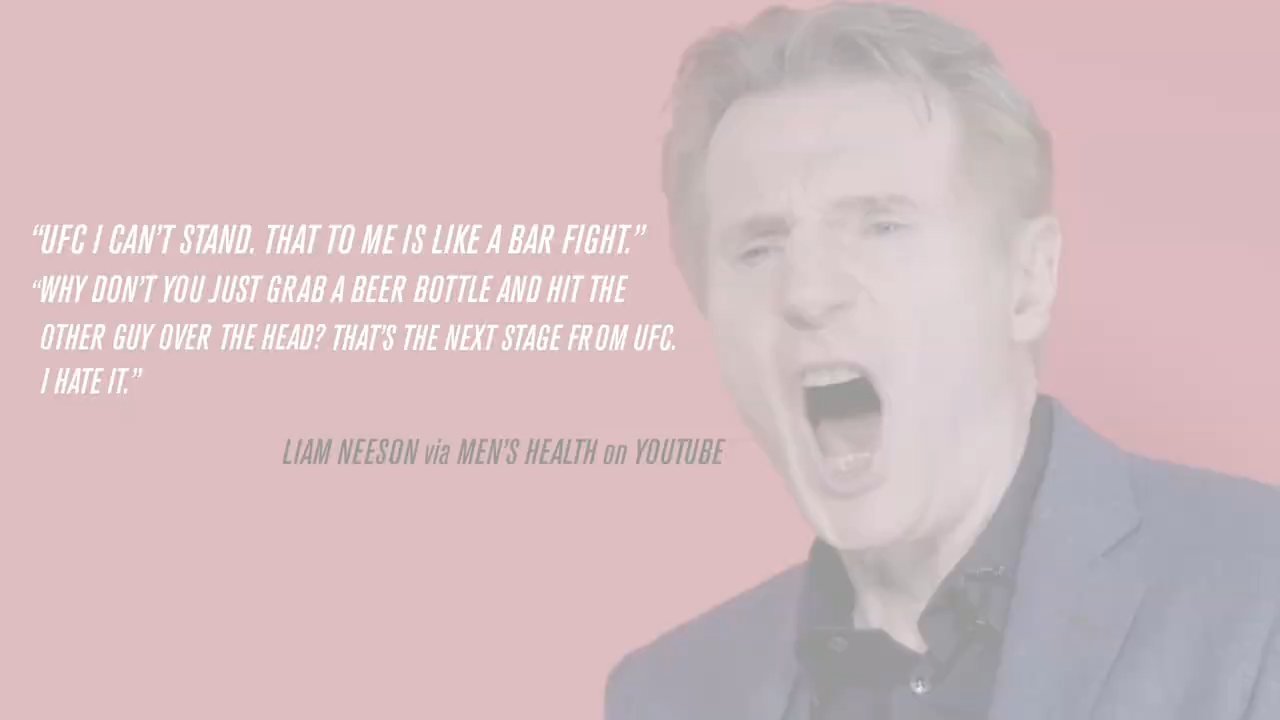 “UFC I CAN’T STAND. THAT TO ME IS LIKE A BAR FIGHT.”
“WHY DON’T YOU JUST GRAB A BEER BOTTLE AND HIT THE
OTHER GUY OVER THE HEAD? THAT’S THE NEXT STAGE FROM UFC.
I HATE IT.”
LIAM NEESON via MEN’S HEALTH on YOUTUBE